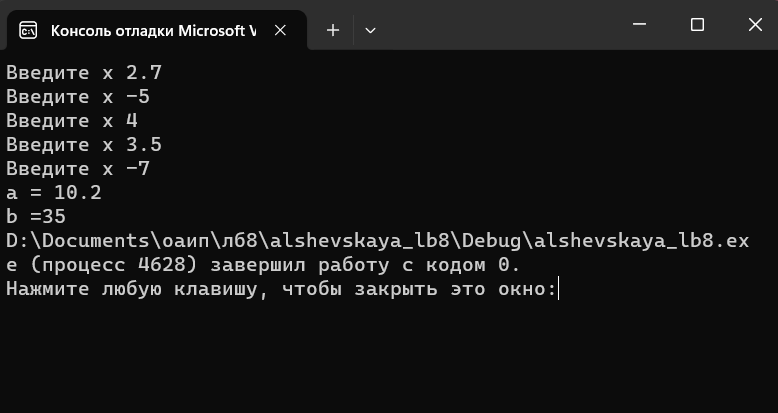 Консоль отладки Microsoft V
Введите x 2.7
Введите x -5
Введите x 4
Введите x 3.5
Введите x -7
a = 10.2
b =35
D:\Documents\оаип\лб8\alshevskaya_lb8\Debug\alshevskaya_lb8.ex
e (процесс 4628) завершил работу с кодом 0.
Нажмите любую клавишу, чтобы закрыть это окно: